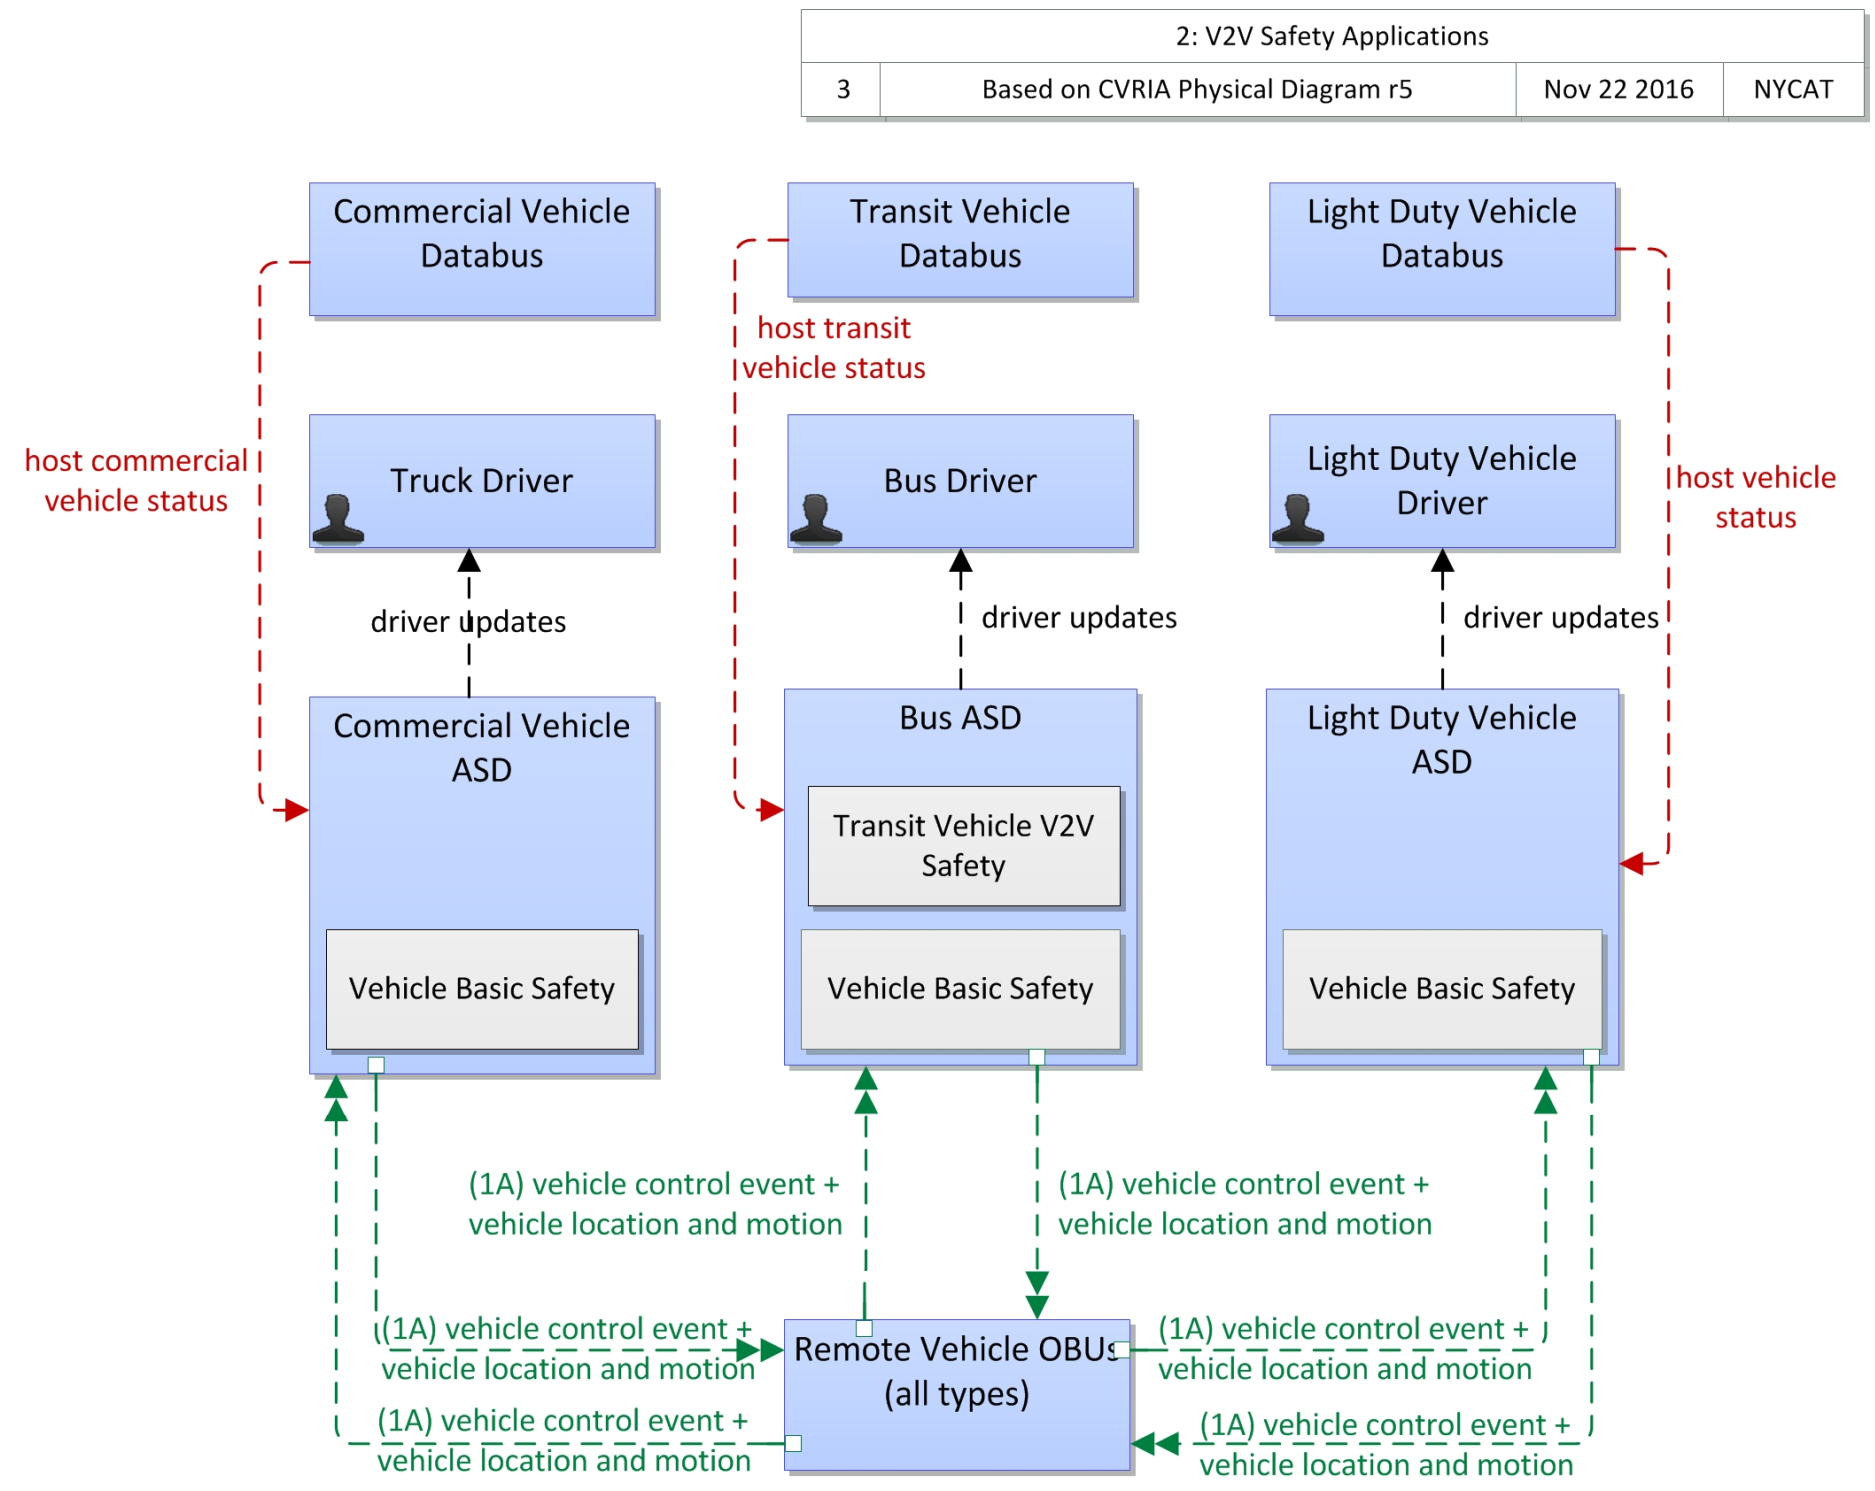 2: V2V Safety Applications
3 Based on CVRIA Physical Diagram r5 Nov 22 2016 NYCAT
Commercial Vehicle
Databus
Transit Vehicle
Databus
Light Duty Vehicle
Databus
host transit
vehicle status
host commercial
vehicle status
Truck Driver
Bus Driver
Light Duty Vehicle
Driver
host vehicle
status
driver updates
driver updates
driver updates
Commercial Vehicle
ASD
Bus ASD
Light Duty Vehicle
ASD
Transit Vehicle V2V
Safety
Vehicle Basic Safety
Vehicle Basic Safety
Vehicle Basic Safety
(1A) vehicle control event +
vehicle location and motion
(1A) vehicle control event +
vehicle location and motion
(1A) vehicle control event +
vehicle location and motion
Remote Vehicle OBUs
(all types)
(1A) vehicle control event +
vehicle location and motion
(1A) vehicle control event +
vehicle location and motion
(1A) vehicle control event +
vehicle location and motion